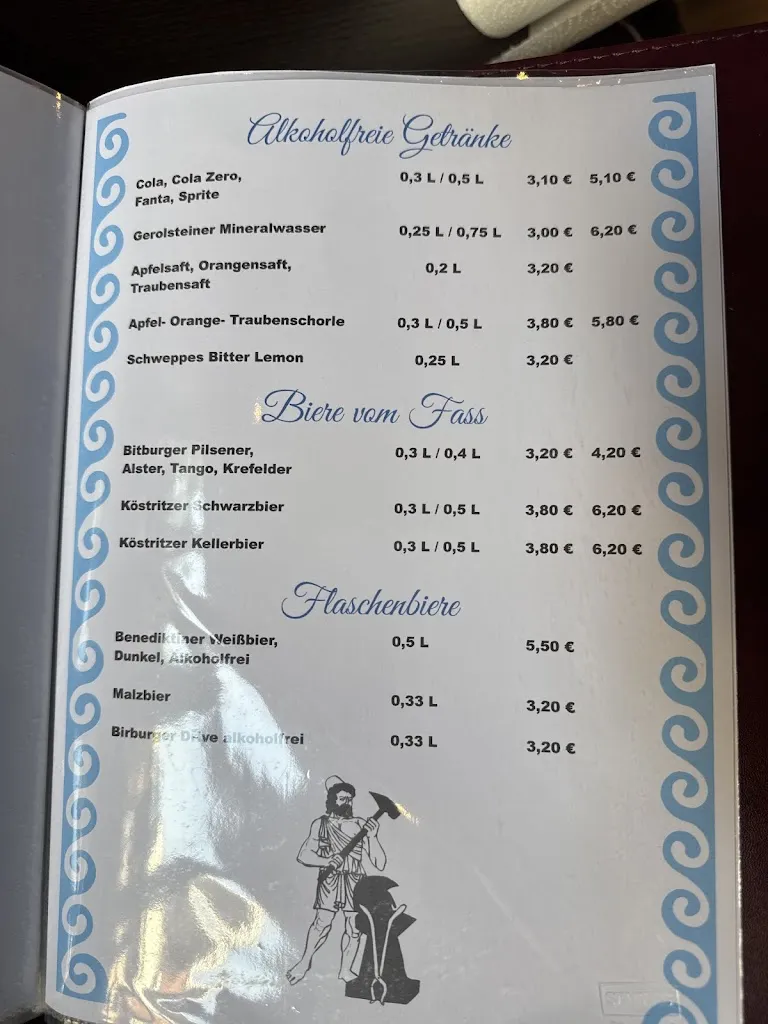 Alkoholfreie Getränke
Cola, Cola Zero, 0,3 L / 0,5 L 3,10 € 5,10 €
Fanta, Sprite
Gerolsteiner Mineralwasser 0,25 L / 0,75 L 3,00 € 6,20 €
Apfelsaft, Orangensaft, 0,2 L 3,20 €
Traubensaft
Apfel- Orange- Traubenschorle 0,3 L / 0,5 L 3,80 € 5,80 €
Schweppes Bitter Lemon 0,25 L 3,20 €
Biere vom Fass
Bitburger Pilsener, 0,3 L / 0,4 L 3,20 € 4,20 €
Alster, Tango, Krefelder
Köstritzer Schwarzbier 0,3 L / 0,5 L 3,80 € 6,20 €
Köstritzer Kellerbier 0,3 L / 0,5 L 3,80 € 6,20 €
Flaschenbiere
Benediktiner Weißbier, 0,5 L 5,50 €
Dunkel, Alkoholfrei
Malzbier 0,33 L 3,20 €
Birburger Drive alkoholfrei 0,33 L 3,20 €